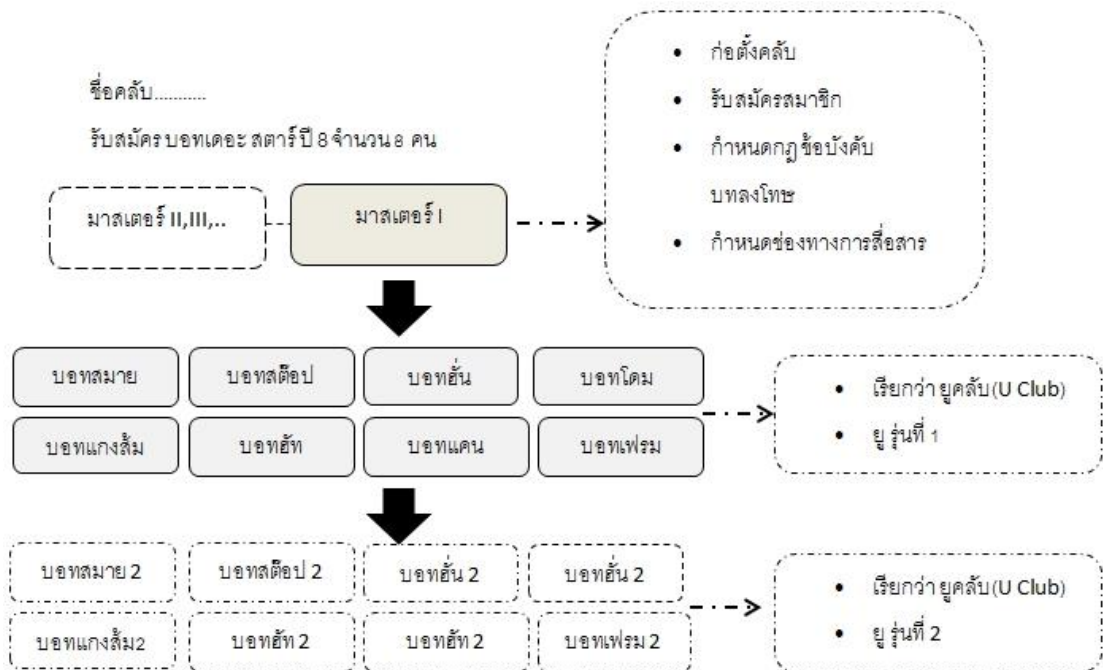 ชื่อคลับ..........
รับสมัครบอทเดอะ สตาร์ ปี 8 จำนวน 8 คน
มาสเตอร์ II,III,..
มาสเตอร์ I
• ก่อตั้งคลับ
• รับสมัครสมาชิก
• กำหนดกฎ ข้อบังคับ
บทลงโทษ
• กำหนดช่องทางการสื่อสาร
บอทสมาย
บอทสต๊อป
บอทฮั่น
บอทโดม
บอทแกงส้ม
บอทฮัท
บอทแคน
บอทเฟรม
• เรียกว่า ยูคลับ(U Club)
• ยู รุ่นที่ 1
บอทสมาย 2
บอทสต๊อป 2
บอทฮั่น 2
บอทฮั่น 2
บอทแกงส้ม2
บอทฮัท 2
บอทฮัท 2
บอทเฟรม 2
• เรียกว่า ยูคลับ(U Club)
• ยู รุ่นที่ 2